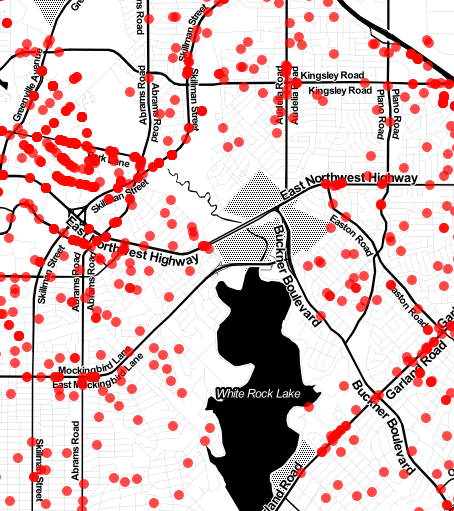 Abrams Road
Skillman Street
Greenville Avenue
Abrams Road
Abrams Road
Skillman Street
Audelia Road
Audelia Road
Kingsley Road
Kingsley Road
Plano Road
Plano Road
Skillman Street
East Northwest Highway
East Northwest Highway
Easton Road
Buckner Boulevard
Skillman Street
Abrams Road
Abrams Road
Easton Road
Garland Road
Mockingbird Lane
East Mockingbird Lane
White Rock Lake
Buckner Boulevard
Skillman Street
Abrams Road